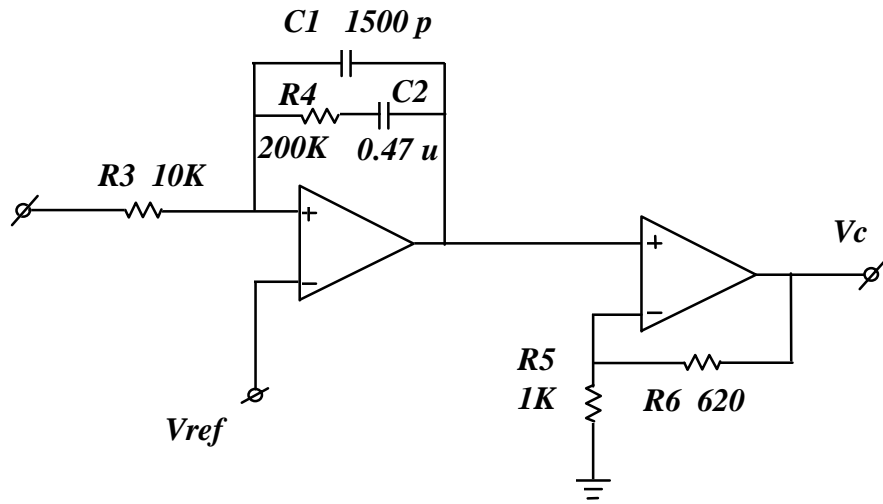 C1 1500 p
R4
C2
200K
0.47 u
R3 10K
+
−
+
−
Vc
R5
1K
R6 620
Vref